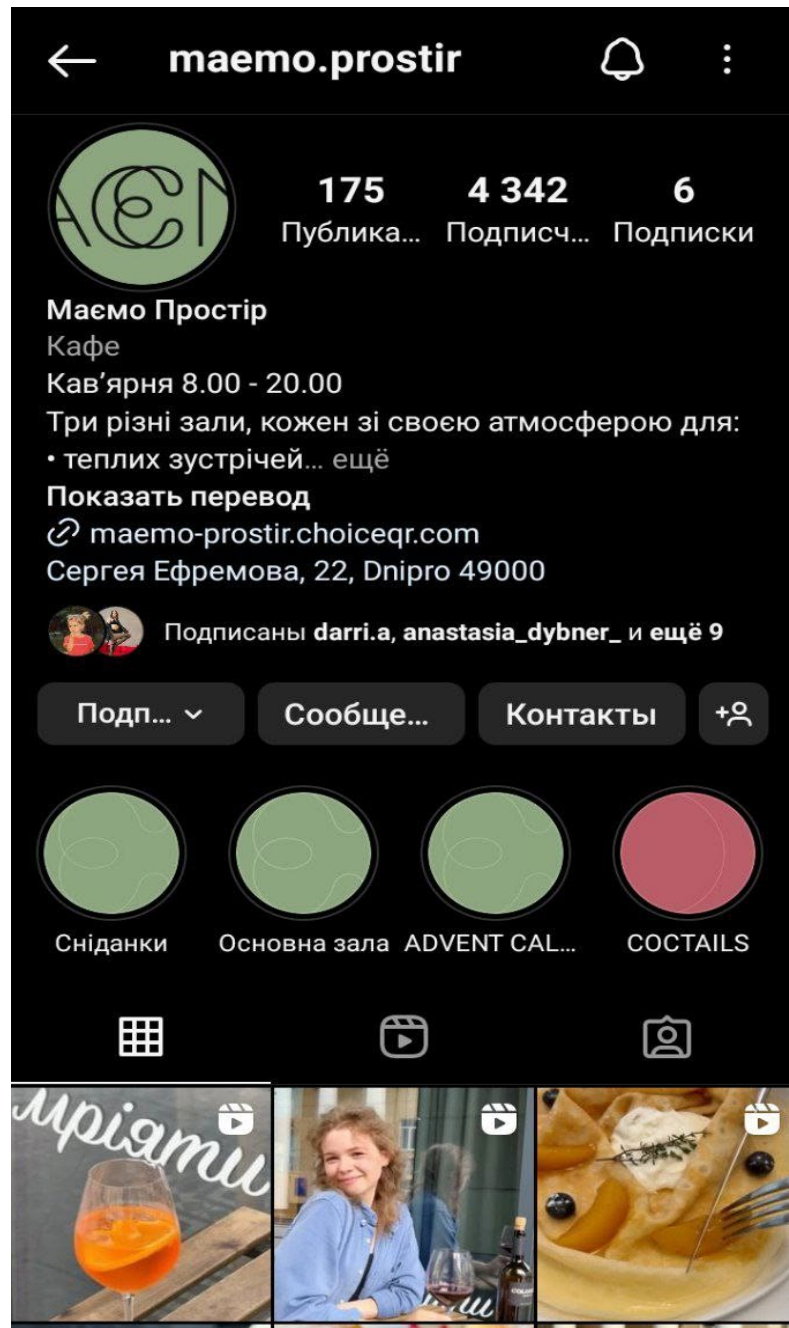 maemo.prostir
175 4 342 6
Публика... Подписч... Подписки
Маємо Простір
Кафе
Кав’ярня 8.00 - 20.00
Три різні зали, кожен зі своєю атмосферою для:
• теплих зустрічей... ещё
Показать перевод
maemo-prostir.choiceqr.com
Сергея Ефремова, 22, Dnipro 49000
Подписаны darri.a, anastasia_dybner_ и ещё 9
Подп... Сообще... Контакты
Сніданки Основна зала ADVENT CAL... COCTAILS
мріяти